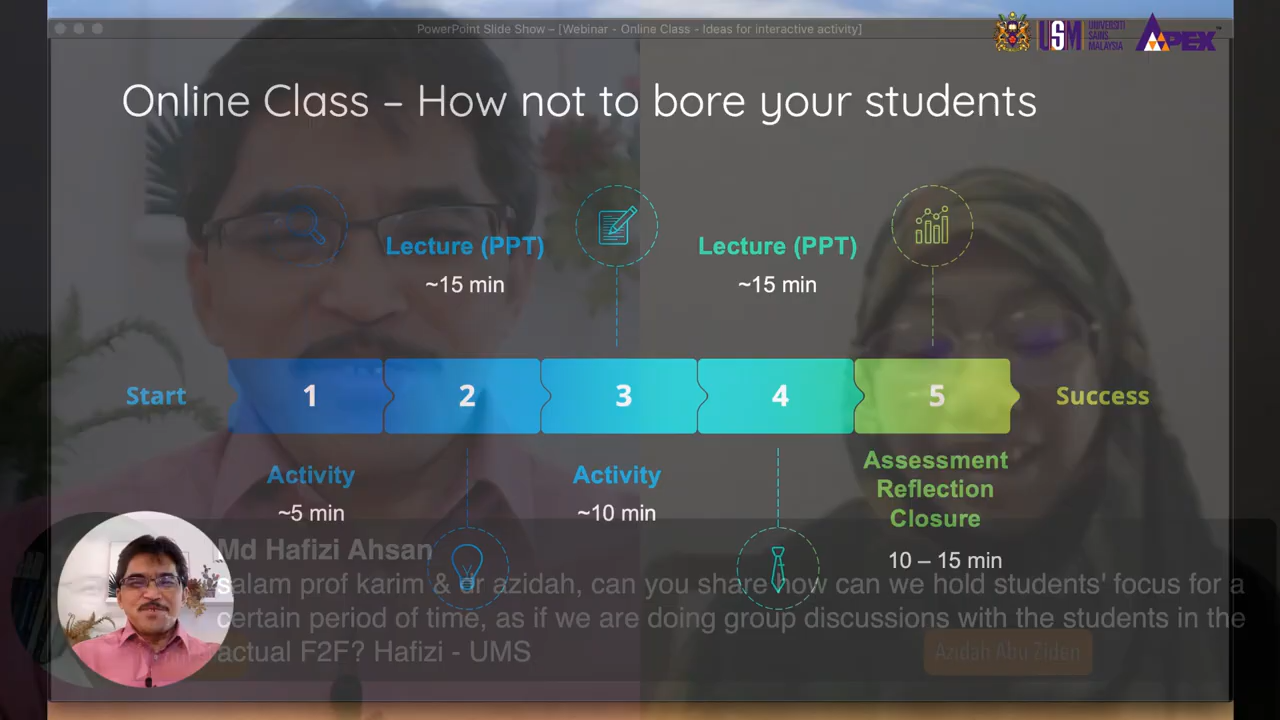 PowerPoint Slide Show – [Webinar - Online Class - Ideas for interactive activity]
USM
UNIVERSITI
SAINS
MALAYSIA
APEX
Online Class – How not to bore your students
Lecture (PPT)
~15 min
Lecture (PPT)
~15 min
Start
1
2
3
4
5
Success
Activity
~5 min
Activity
~10 min
Assessment
Reflection
Closure
10 – 15 min
Md Hafizi Ahsan
salam prof karim & dr azidah, can you share how can we hold students' focus for a
certain period of time, as if we are doing group discussions with the students in the
actual F2F? Hafizi - UMS
Azidah Abu Ziden